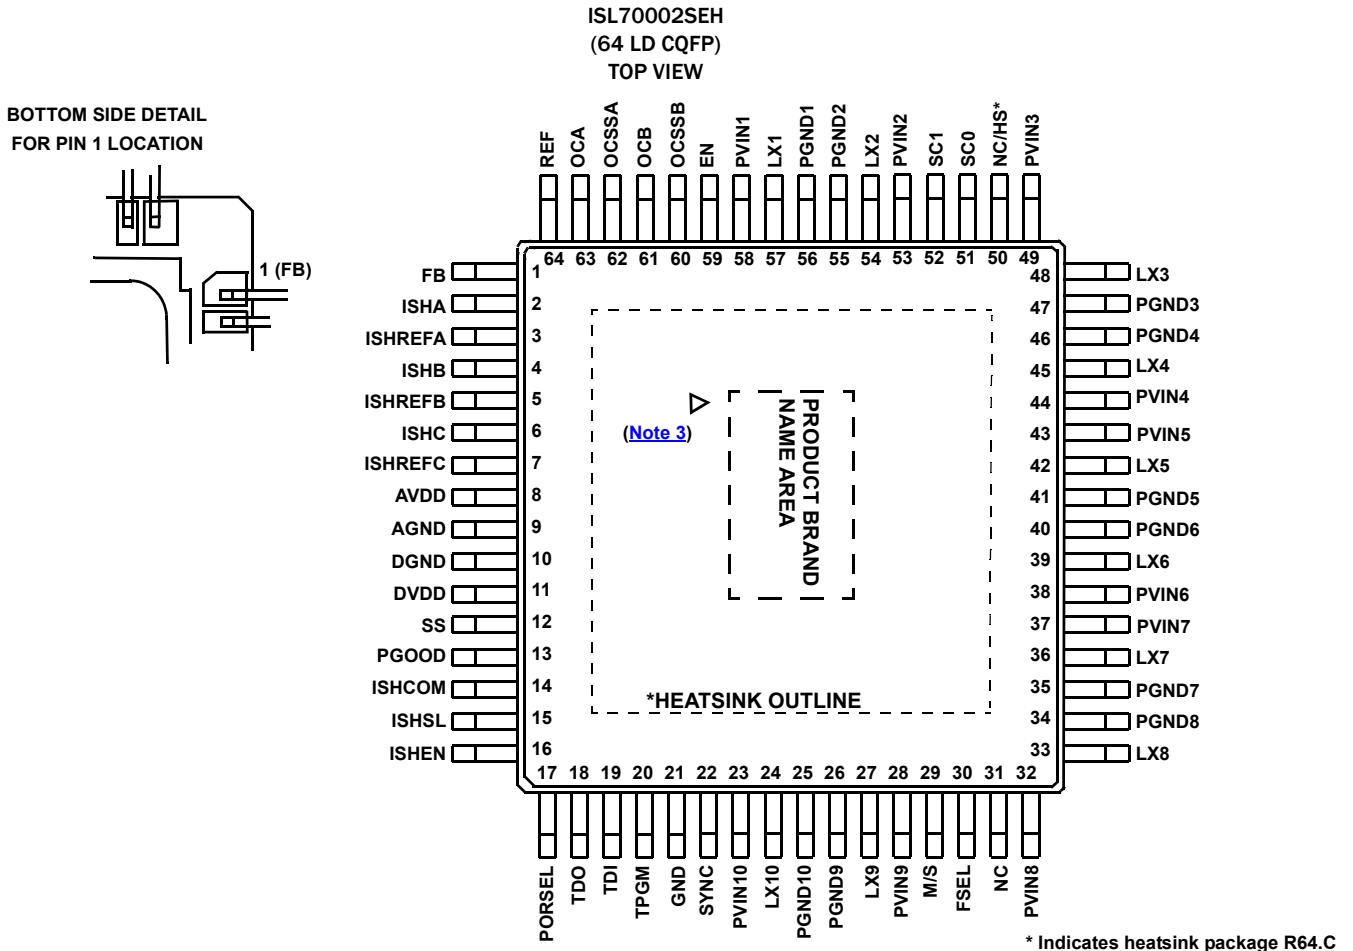 ISL70002SEH
(64 LD CQFP)
TOP VIEW
BOTTOM SIDE DETAIL
FOR PIN 1 LOCATION
1 (FB)
REF
OCA
OCSSA
OCB
OCSSB
EN
PVIN1
LX1
PGND1
PGND2
LX2
PVIN2
SC1
SC0
NC/HS*
PVIN3
64 63 62 61 60 59 58 57 56 55 54 53 52 51 50 49
FB 1
ISHA 2
ISHREFA 3
ISHB 4
ISHREFB 5
ISHC 6
ISHREFC 7
AVDD 8
AGND 9
DGND 10
DVDD 11
SS 12
PGOOD 13
ISHCOM 14
ISHSL 15
ISHEN 16
48 LX3
47 PGND3
46 PGND4
45 LX4
44 PVIN4
43 PVIN5
42 LX5
41 PGND5
40 PGND6
39 LX6
38 PVIN6
37 PVIN7
36 LX7
35 PGND7
34 PGND8
33 LX8
(Note 3)
PRODUCT BRAND
NAME AREA
*HEATSINK OUTLINE
17 18 19 20 21 22 23 24 25 26 27 28 29 30 31 32
PORSEL
TDO
TDI
TPGM
GND
SYNC
PVIN10
LX10
PGND10
PGND9
LX9
PVIN9
M/S
FSEL
NC
PVIN8
* Indicates heatsink package R64.C